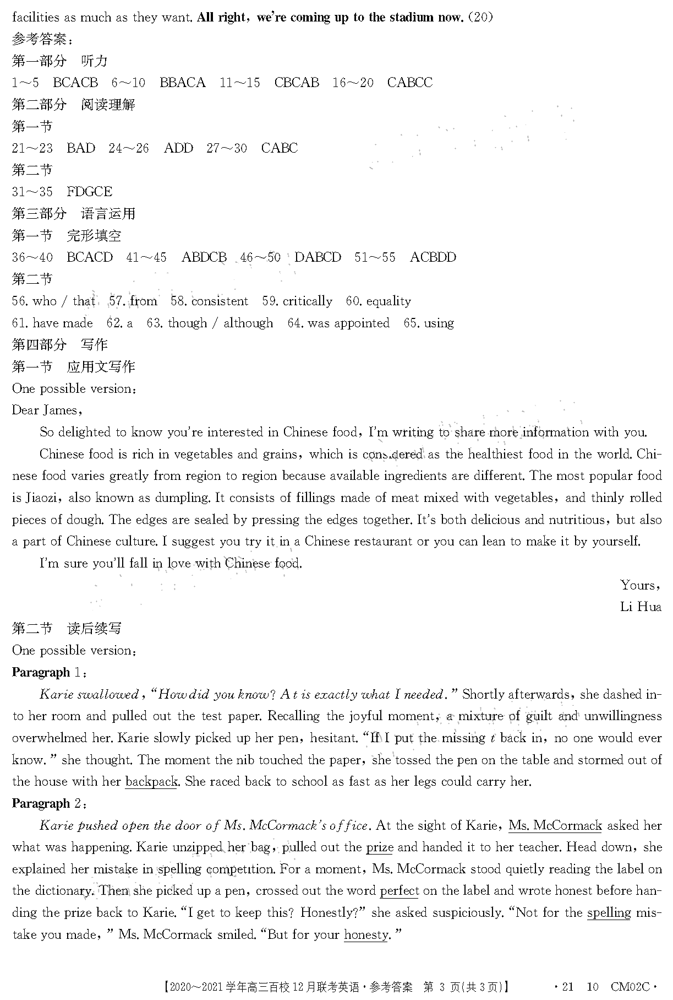 facilities as much as they want. All right, we're coming up to the stadium now. (20)
参考答案:
第一部分 听力
1～5 BCACB 6～10 BBACA 11～15 CBCAB 16～20 CABCC
第二部分 阅读理解
第一节
21～23 BAD 24～26 ADD 27～30 CABC
第二节
31～35 FDGCE
第三部分 语言运用
第一节 完形填空
36～40 BCACD 41～45 ABDCB 46～50 DABCD 51～55 ACBDD
第二节
56. who / that 57. from 58. consistent 59. critically 60. equality
61. have made 62. a 63. though / although 64. was appointed 65. using
第四部分 写作
第一节 应用文写作
One possible version:
Dear James,
So delighted to know you're interested in Chinese food, I'm writing to share more information with you.
Chinese food is rich in vegetables and grains, which is considered as the healthiest food in the world. Chi-
nese food varies greatly from region to region because available ingredients are different. The most popular food
is Jiaozi, also known as dumpling. It consists of fillings made of meat mixed with vegetables, and thinly rolled
pieces of dough. The edges are sealed by pressing the edges together. It's both delicious and nutritious, but also
a part of Chinese culture. I suggest you try it in a Chinese restaurant or you can lean to make it by yourself.
I'm sure you'll fall in love with Chinese food.
Yours,
Li Hua
第二节 读后续写
One possible version:
Paragraph 1:
Karie swallowed, "How did you know? A t is exactly what I needed." Shortly afterwards, she dashed in-
to her room and pulled out the test paper. Recalling the joyful moment, a mixture of guilt and unwillingness
overwhelmed her. Karie slowly picked up her pen, hesitant. "If I put the missing t back in, no one would ever
know." she thought. The moment the nib touched the paper, she tossed the pen on the table and stormed out of
the house with her backpack. She raced back to school as fast as her legs could carry her.
Paragraph 2:
Karie pushed open the door of Ms. McCormack's office. At the sight of Karie, Ms. McCormack asked her
what was happening. Karie unzipped her bag, pulled out the prize and handed it to her teacher. Head down, she
explained her mistake in spelling competition. For a moment, Ms. McCormack stood quietly reading the label on
the dictionary. Then she picked up a pen, crossed out the word perfect on the label and wrote honest before han-
ding the prize back to Karie. "I get to keep this? Honestly?" she asked suspiciously. "Not for the spelling mis-
take you made," Ms. McCormack smiled. "But for your honesty."
【2020～2021学年高三百校12月联考英语·参考答案 第 3 页(共3页)】 ·21 10 CM02C·